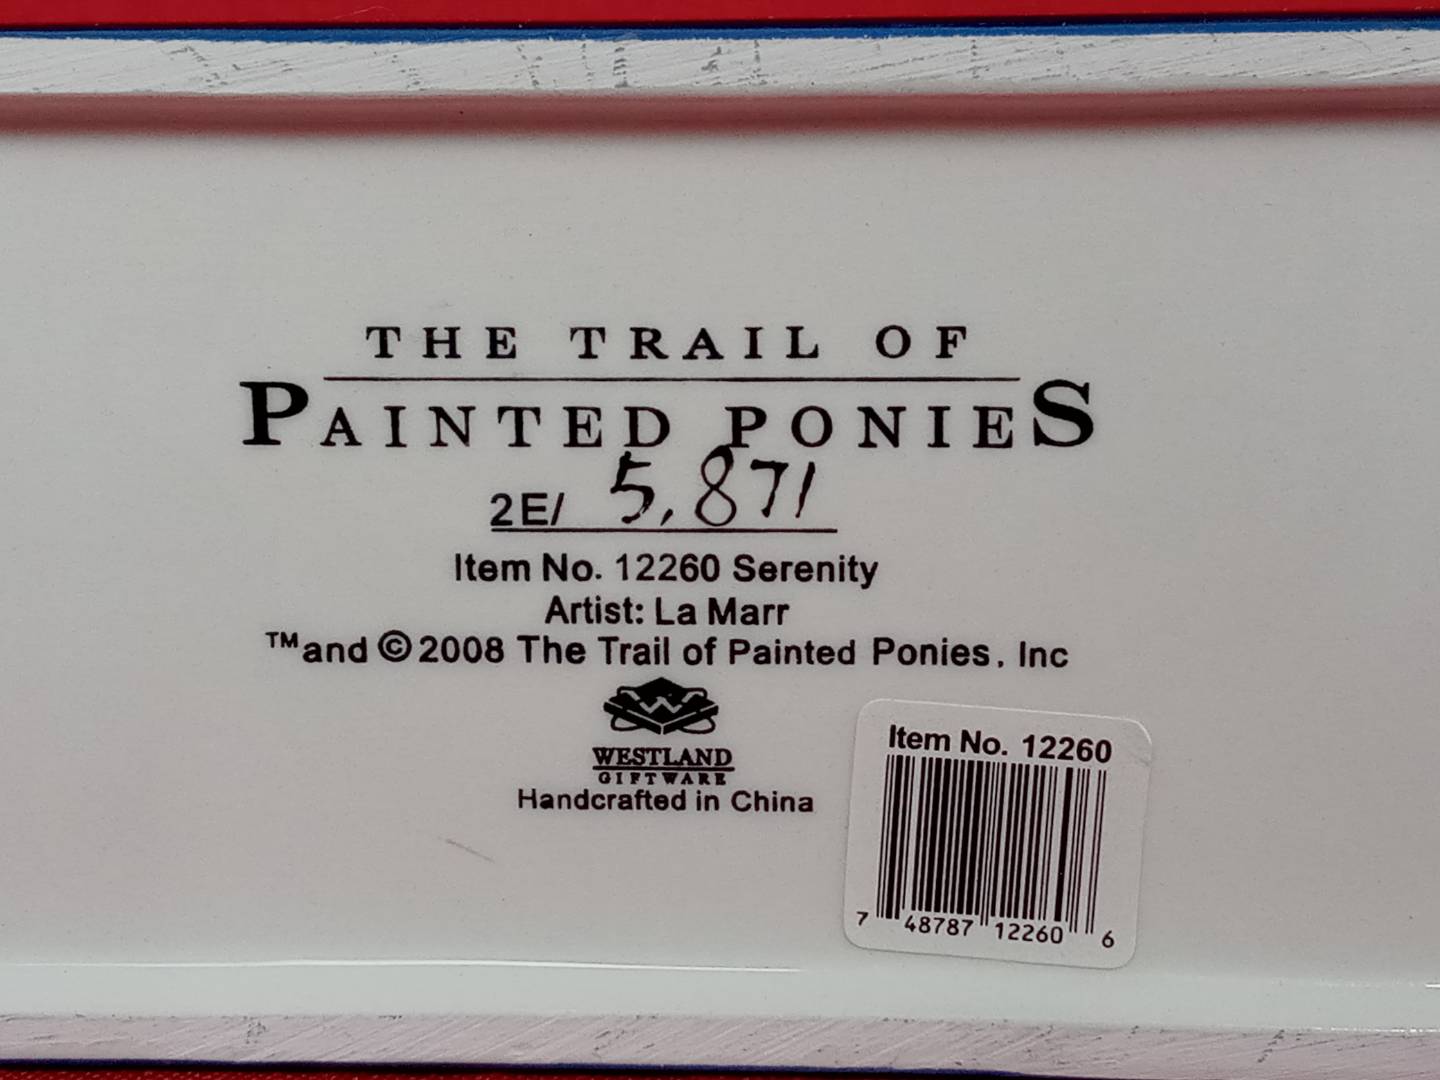 THE TRAIL OF
PAINTED PONIES
2E/ 5,871
Item No. 12260 Serenity
Artist: La Marr
™and ©2008 The Trail of Painted Ponies. Inc
W
WESTLAND
GIFTWARE
Handcrafted in China
Item No. 12260
7 48787 12260 6